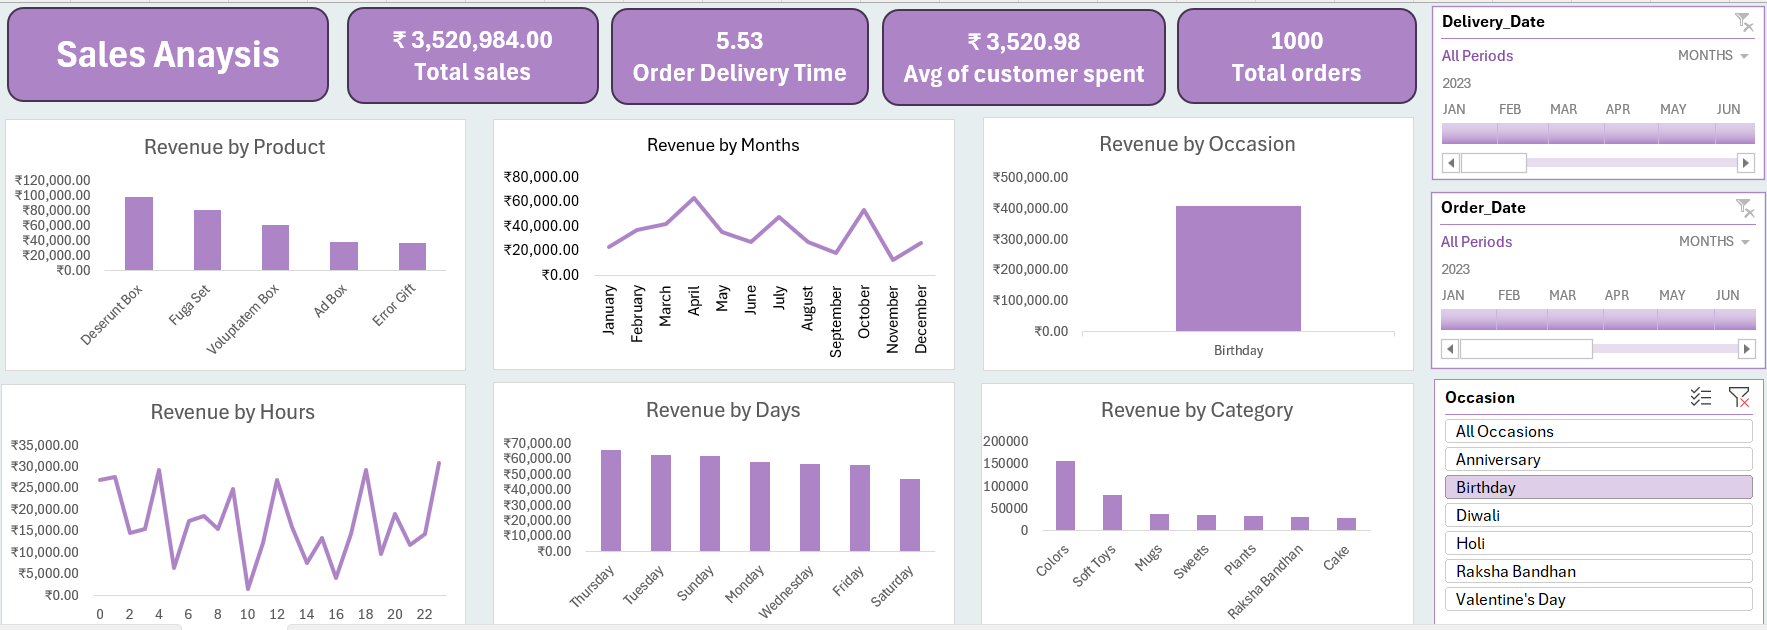 Sales Anaysis
₹ 3,520,984.00
Total sales
5.53
Order Delivery Time
₹ 3,520.98
Avg of customer spent
1000
Total orders
Delivery_Date
All Periods
MONTHS
2023
JAN FEB MAR APR MAY JUN
Revenue by Product
₹120,000.00
₹100,000.00
₹80,000.00
₹60,000.00
₹40,000.00
₹20,000.00
₹0.00
Deserunt Box
Fuga Set
Voluptatem Box
Ad Box
Error Gift
Revenue by Months
₹80,000.00
₹60,000.00
₹40,000.00
₹20,000.00
₹0.00
January
February
March
April
May
June
July
August
September
October
November
December
Revenue by Occasion
₹500,000.00
₹400,000.00
₹300,000.00
₹200,000.00
₹100,000.00
₹0.00
Birthday
Order_Date
All Periods
MONTHS
2023
JAN FEB MAR APR MAY JUN
Revenue by Hours
₹35,000.00
₹30,000.00
₹25,000.00
₹20,000.00
₹15,000.00
₹10,000.00
₹5,000.00
₹0.00
0 2 4 6 8 10 12 14 16 18 20 22
Revenue by Days
₹70,000.00
₹60,000.00
₹50,000.00
₹40,000.00
₹30,000.00
₹20,000.00
₹10,000.00
₹0.00
Thursday
Tuesday
Sunday
Monday
Wednesday
Friday
Saturday
Revenue by Category
200000
150000
100000
50000
0
Colors
Soft Toys
Mugs
Sweets
Plants
Raksha Bandhan
Cake
Occasion
All Occasions
Anniversary
Birthday
Diwali
Holi
Raksha Bandhan
Valentine's Day